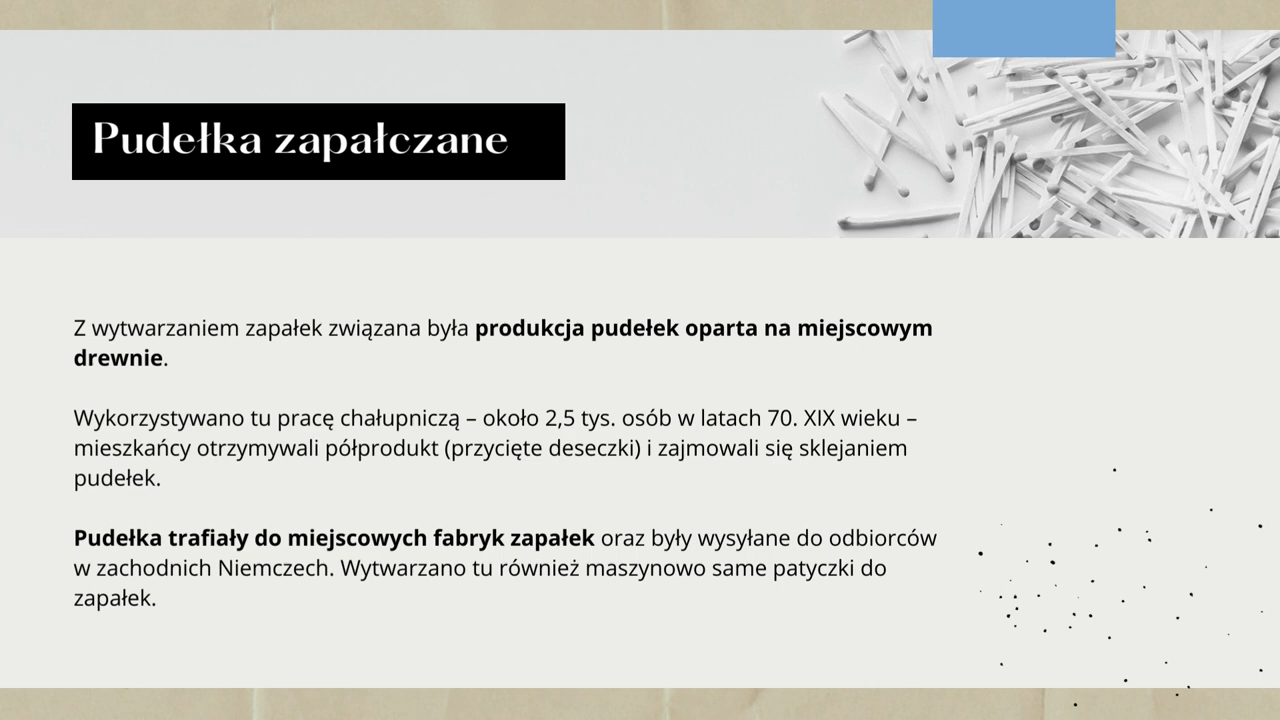 Pudełka zapałczane
Z wytwarzaniem zapałek związana była produkcja pudełek oparta na miejscowym
drewnie.
Wykorzystywano tu pracę chałupniczą – około 2,5 tys. osób w latach 70. XIX wieku –
mieszkańcy otrzymywali półprodukt (przycięte deseczki) i zajmowali się sklejaniem
pudełek.
Pudełka trafiały do miejscowych fabryk zapałek oraz były wysyłane do odbiorców
w zachodnich Niemczech. Wytwarzano tu również maszynowo same patyczki do
zapałek.